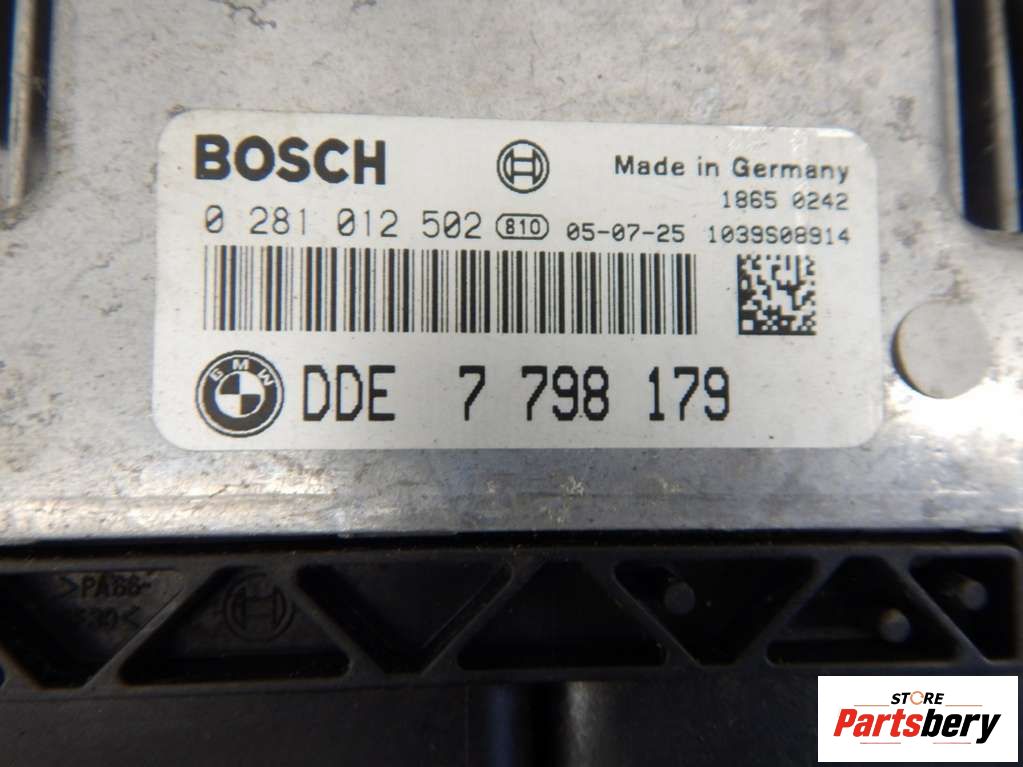 BOSCH
Made in Germany
1865 0242
0 281 012 502 810 05-07-25 1039S08914
BMW
DDE 7 798 179
>PA66-
STORE
Partsbery